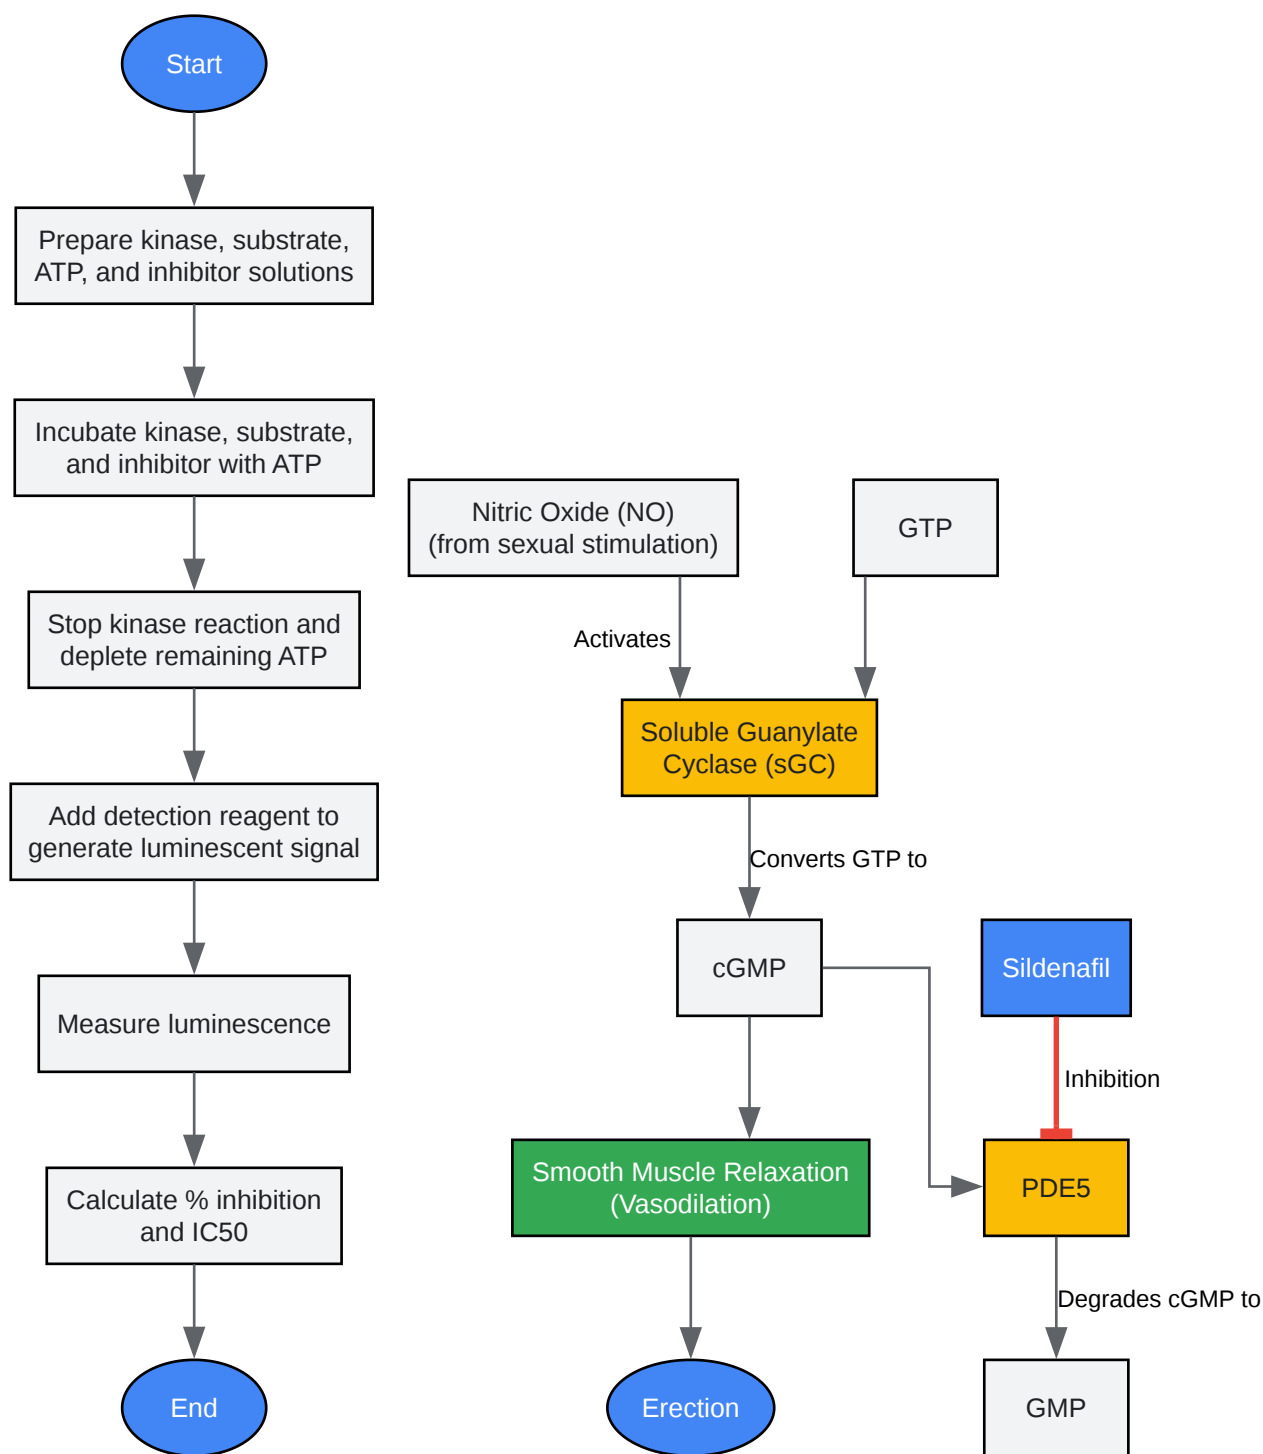 Start
Prepare kinase, substrate,
ATP, and inhibitor solutions
Incubate kinase, substrate,
and inhibitor with ATP
Stop kinase reaction and
deplete remaining ATP
Add detection reagent to
generate luminescent signal
Measure luminescence
Calculate % inhibition
and IC50
End
Nitric Oxide (NO)
(from sexual stimulation)
GTP
Activates
Soluble Guanylate
Cyclase (sGC)
Converts GTP to
cGMP
Sildenafil
Inhibition
Smooth Muscle Relaxation
(Vasodilation)
PDE5
Degrades cGMP to
Erection
GMP